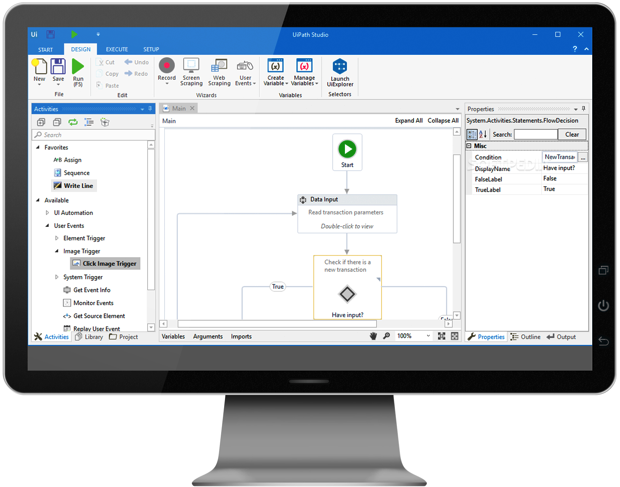 Ui
UiPath Studio
START DESIGN EXECUTE SETUP
?
New Save Run (F5)
File
Cut Undo
Copy Redo
Paste
Edit
Record Screen Scraping Web Scraping User Events
Wizards
Create Variable Manage Variables
Variables
Launch UiExplorer
Selectors
Activities
Search
Favorites
A+B Assign
Sequence
Write Line
Available
UI Automation
User Events
Element Trigger
Image Trigger
Click Image Trigger
System Trigger
Get Event Info
Monitor Events
Get Source Element
Replay User Event
Activities Library Project
Main
Main Expand All Collapse All
Start
Data Input
Read transaction parameters
Double-click to view
Check if there is a
new transaction
True
Have input?
Variables Arguments Imports 100%
Properties
System.Activities.Statements.FlowDecision
Search: Clear
Misc
Condition NewTransa
DisplayName Have input?
FalseLabel False
TrueLabel True
Properties Outline Output